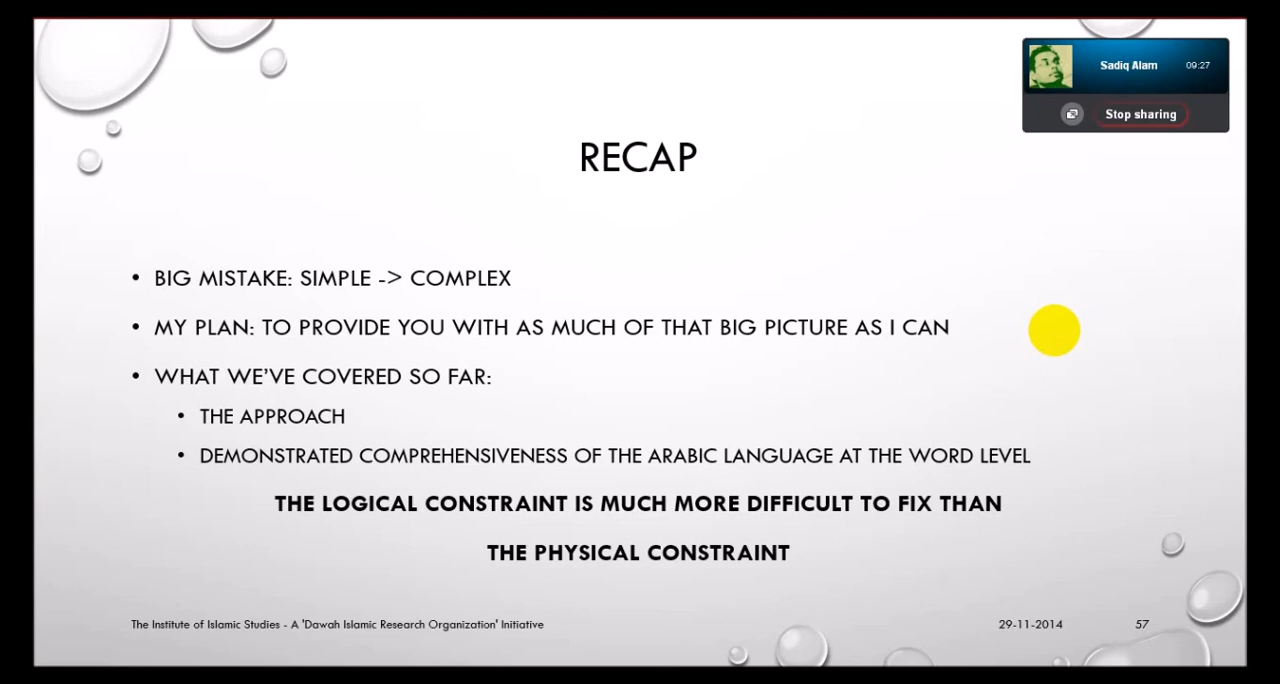 Sadiq Alam 09:27
Stop sharing
RECAP
• BIG MISTAKE: SIMPLE -> COMPLEX
• MY PLAN: TO PROVIDE YOU WITH AS MUCH OF THAT BIG PICTURE AS I CAN
• WHAT WE'VE COVERED SO FAR:
• THE APPROACH
• DEMONSTRATED COMPREHENSIVENESS OF THE ARABIC LANGUAGE AT THE WORD LEVEL
THE LOGICAL CONSTRAINT IS MUCH MORE DIFFICULT TO FIX THAN
THE PHYSICAL CONSTRAINT
The Institute of Islamic Studies - A 'Dawah Islamic Research Organization' Initiative 29-11-2014 57